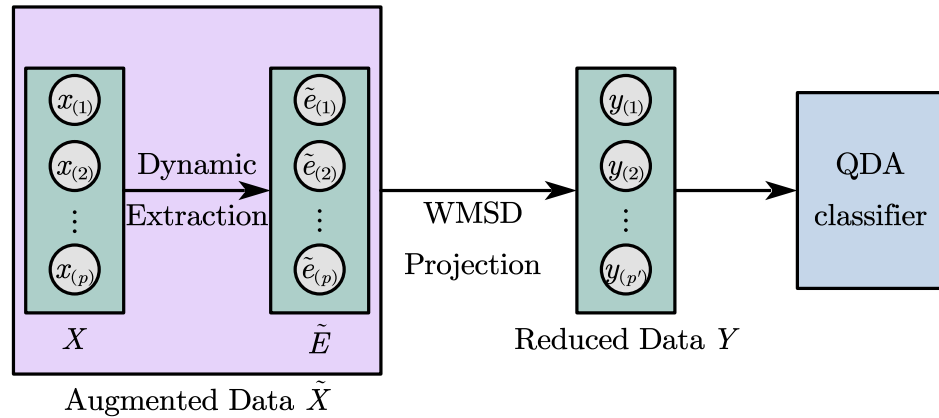 x(1)
x(2)
⋮
x(p)
X
Dynamic
Extraction
ẽ(1)
ẽ(2)
⋮
ẽ(p)
Ẽ
Augmented Data X̃
WMSD
Projection
y(1)
y(2)
⋮
y(p′)
Reduced Data Y
QDA
classifier